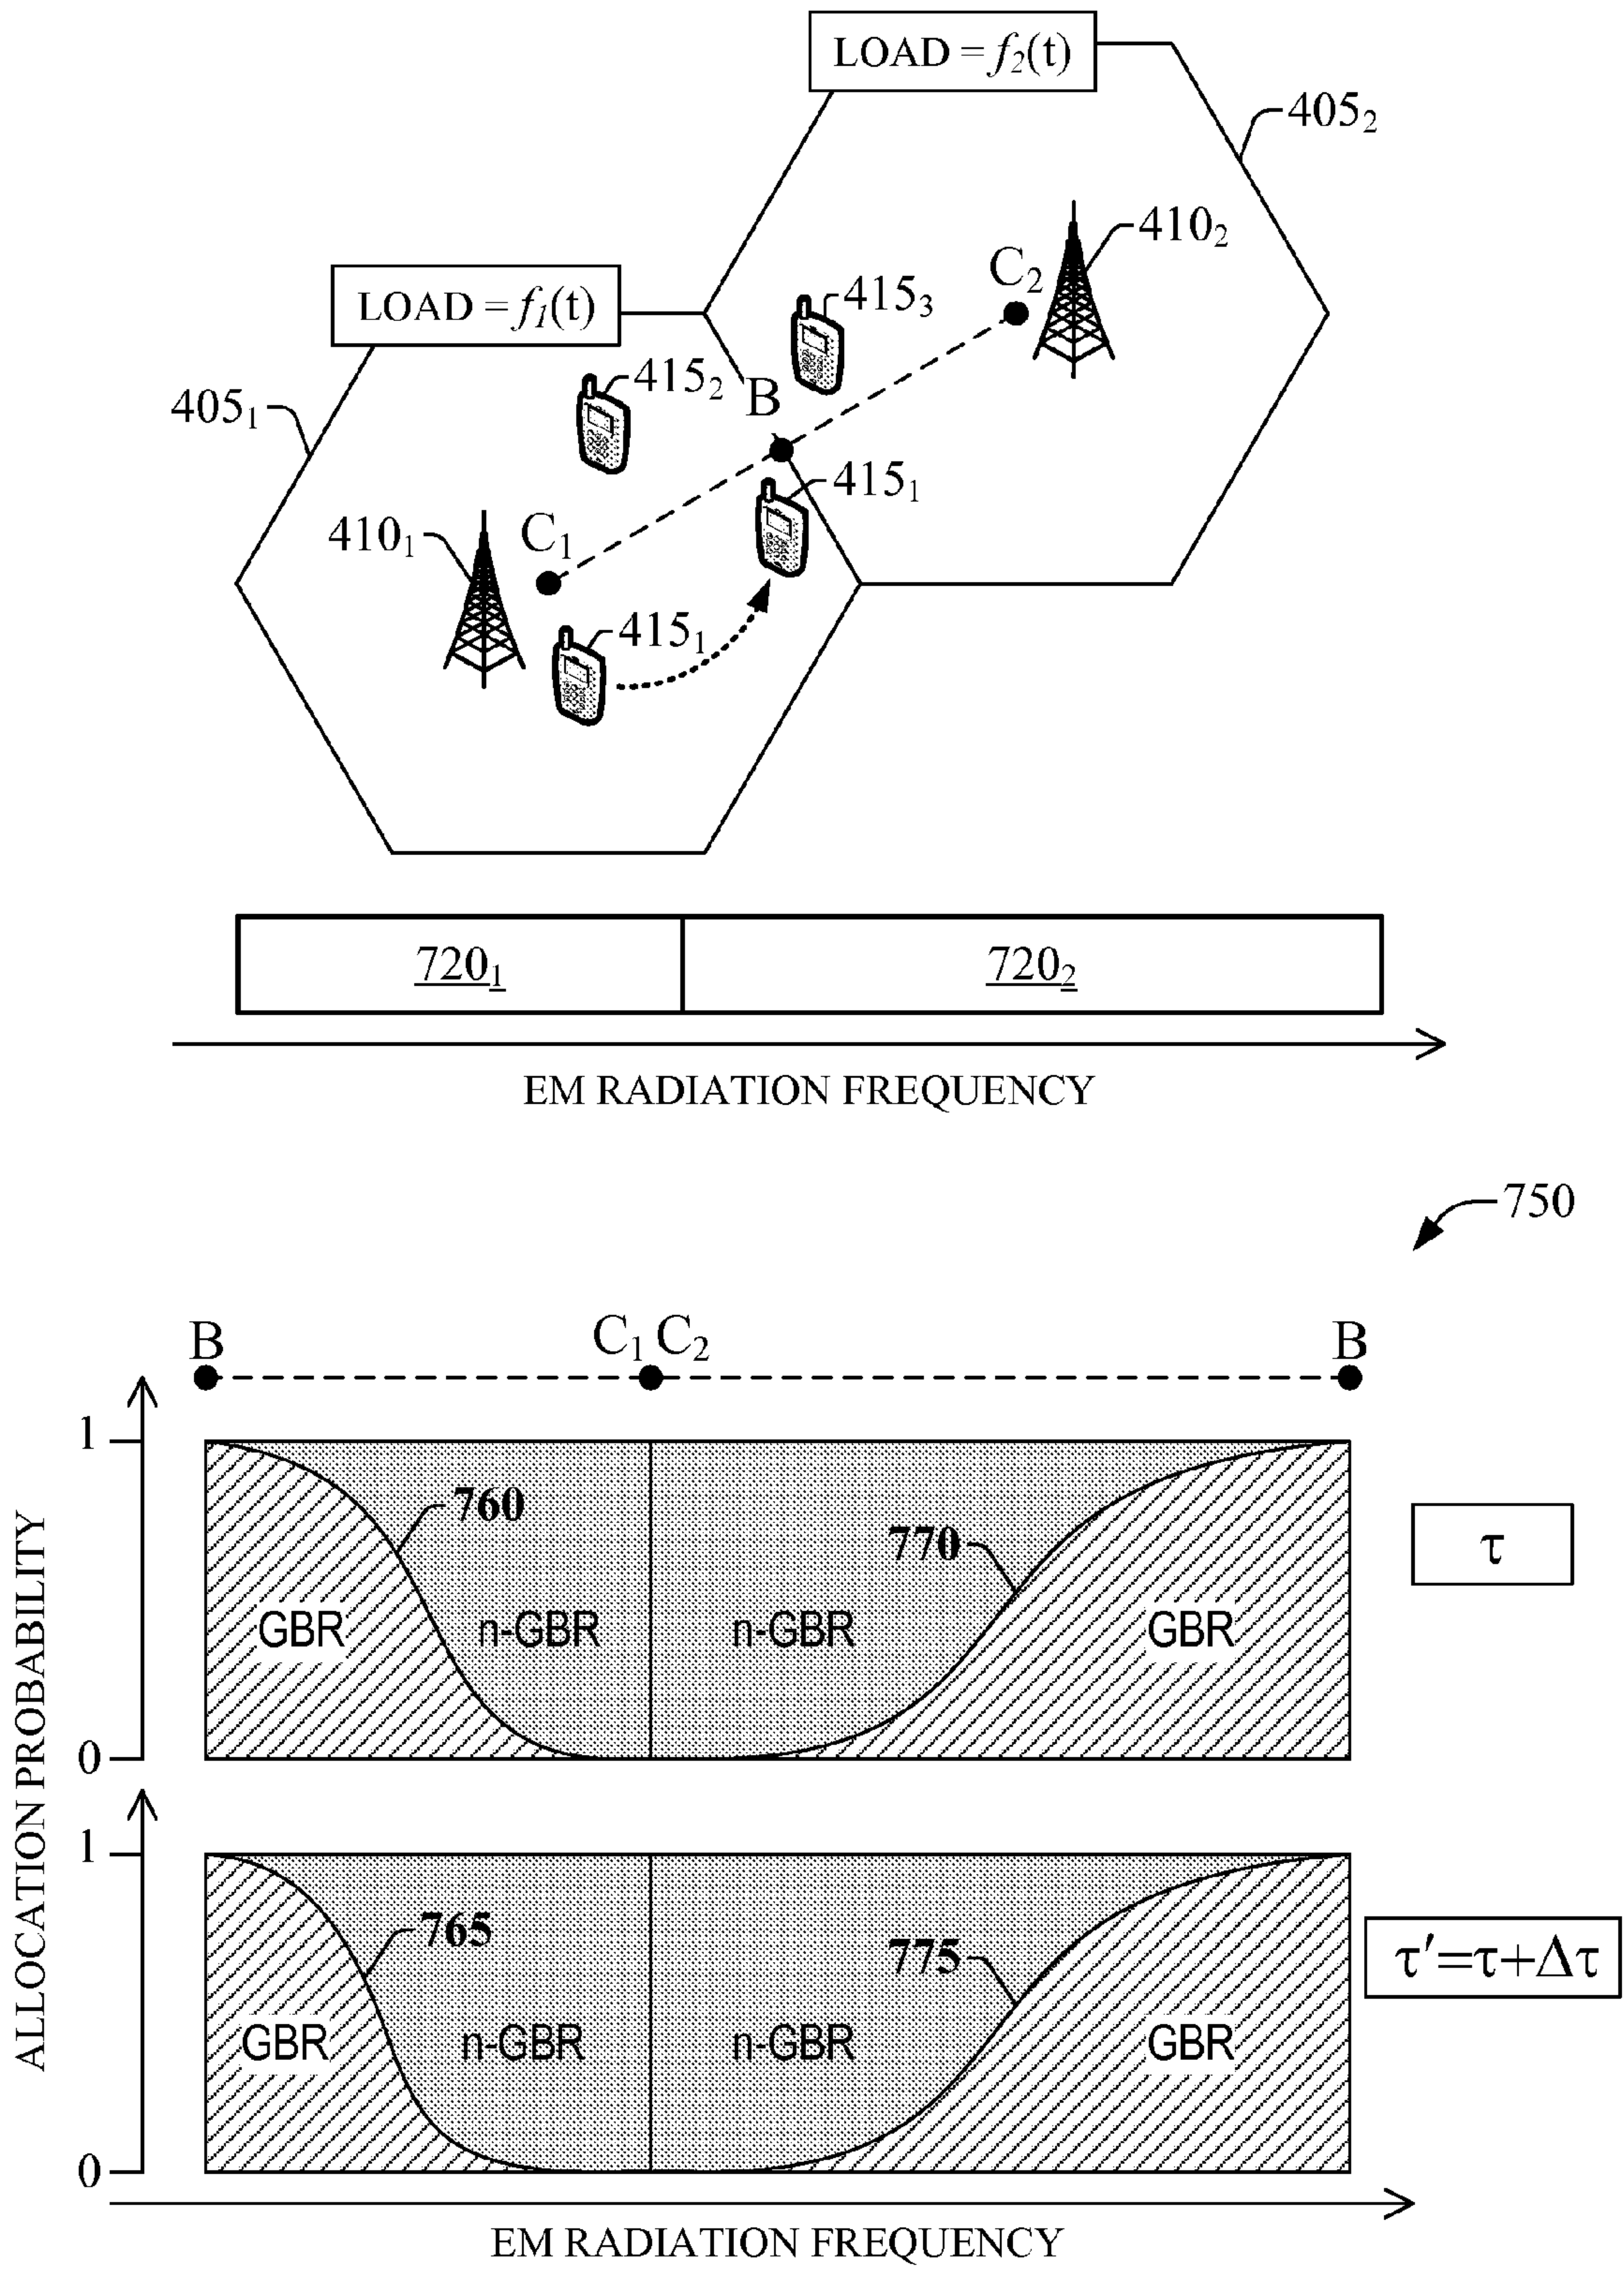 LOAD = f₂(t)
405₂
410₂
C₂
LOAD = f₁(t)
415₃
415₂
B
405₁
415₁
C₁
410₁
415₁
720₁ 720₂
EM RADIATION FREQUENCY
750
B C₁ C₂ B
1
760
770
τ
GBR n-GBR n-GBR GBR
0
ALLOCATION PROBABILITY
1
765
775
τ′=τ+Δτ
GBR n-GBR n-GBR GBR
0
EM RADIATION FREQUENCY